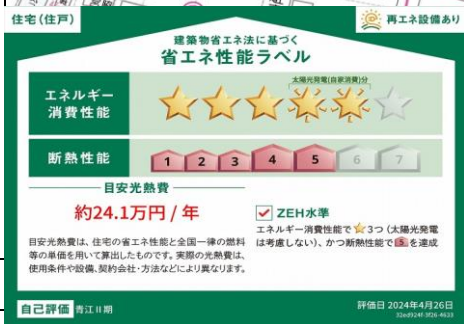 住宅(住戸)
再エネ設備あり
建築物省エネ法に基づく
省エネ性能ラベル
太陽光発電(自家消費)分
エネルギー
消費性能
断熱性能
1 2 3 4 5 6 7
目安光熱費
約24.1万円 / 年
目安光熱費は、住宅の省エネ性能と全国一律の燃料
等の単価を用いて算出したものです。実際の光熱費は、
使用条件や設備、契約会社・方法などにより異なります。
ZEH水準
エネルギー消費性能で☆3つ (太陽光発電
は考慮しない)、かつ断熱性能で5を達成
自己評価 青江Ⅱ期
評価日 2024年4月26日